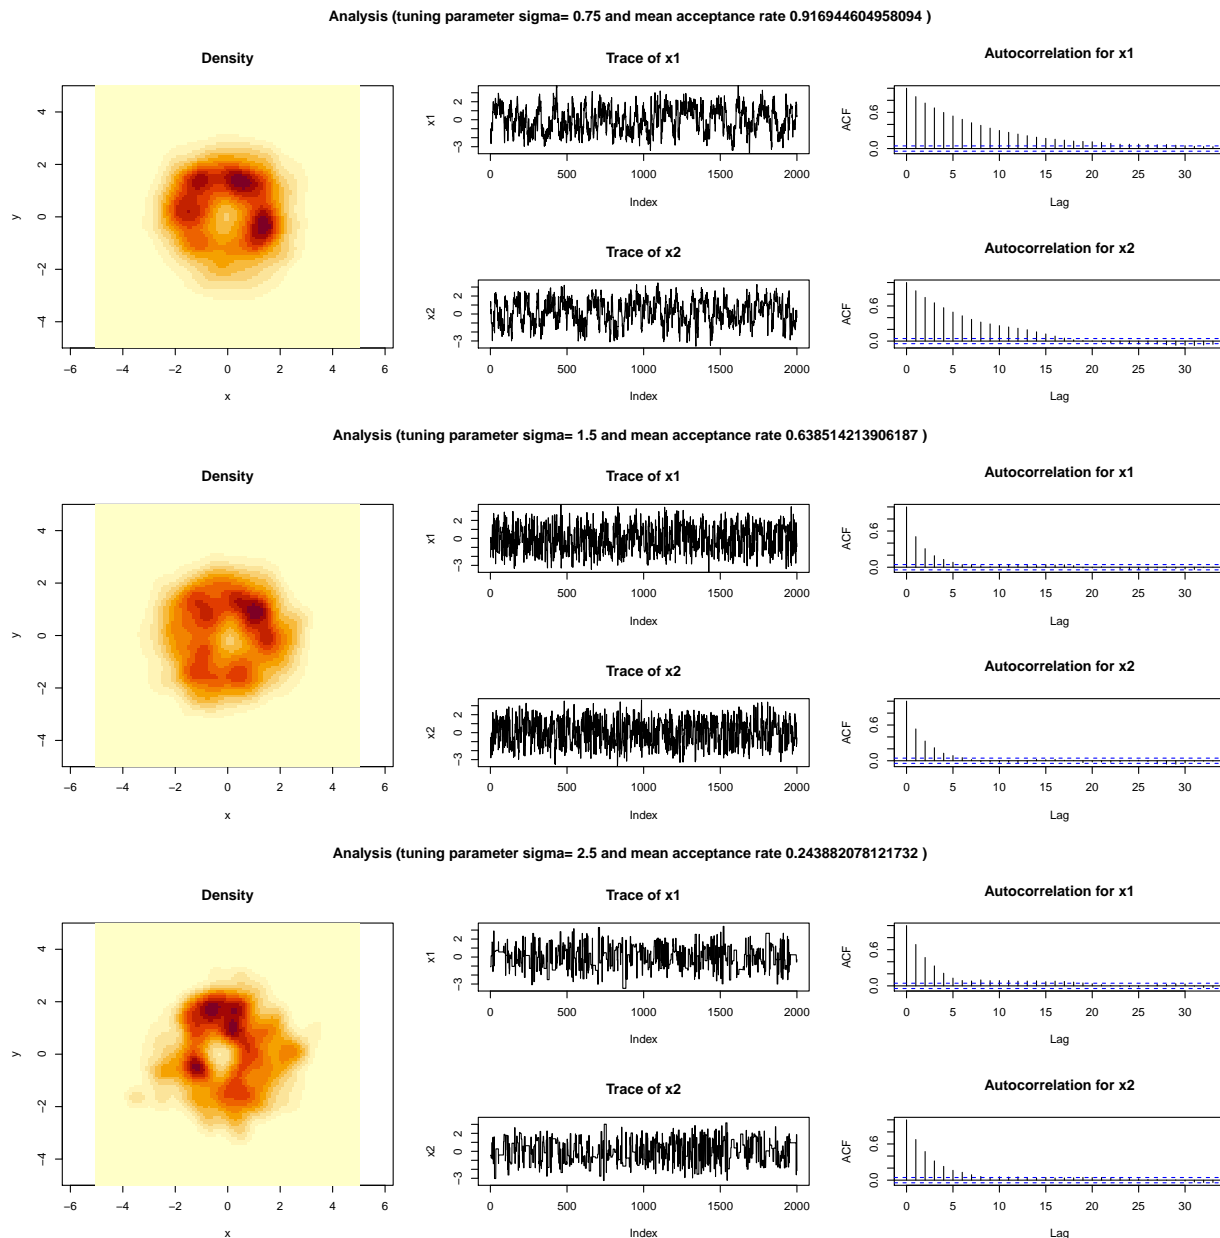 Analysis (tuning parameter sigma= 0.75 and mean acceptance rate 0.916944604958094 )
Density
y
4
2
0
−2
−4
−6 −4 −2 0 2 4 6
x
Trace of x1
x1
2
0
−3
0 500 1000 1500 2000
Index
Autocorrelation for x1
ACF
0.6
0.0
0 5 10 15 20 25 30
Lag
Trace of x2
x2
2
0
−3
0 500 1000 1500 2000
Index
Autocorrelation for x2
ACF
0.6
0.0
0 5 10 15 20 25 30
Lag
Analysis (tuning parameter sigma= 1.5 and mean acceptance rate 0.638514213906187 )
Density
y
4
2
0
−2
−4
−6 −4 −2 0 2 4 6
x
Trace of x1
x1
2
0
−3
0 500 1000 1500 2000
Index
Autocorrelation for x1
ACF
0.6
0.0
0 5 10 15 20 25 30
Lag
Trace of x2
x2
2
0
−3
0 500 1000 1500 2000
Index
Autocorrelation for x2
ACF
0.6
0.0
0 5 10 15 20 25 30
Lag
Analysis (tuning parameter sigma= 2.5 and mean acceptance rate 0.243882078121732 )
Density
y
4
2
0
−2
−4
−6 −4 −2 0 2 4 6
x
Trace of x1
x1
2
0
−3
0 500 1000 1500 2000
Index
Autocorrelation for x1
ACF
0.6
0.0
0 5 10 15 20 25 30
Lag
Trace of x2
x2
2
0
−3
0 500 1000 1500 2000
Index
Autocorrelation for x2
ACF
0.6
0.0
0 5 10 15 20 25 30
Lag